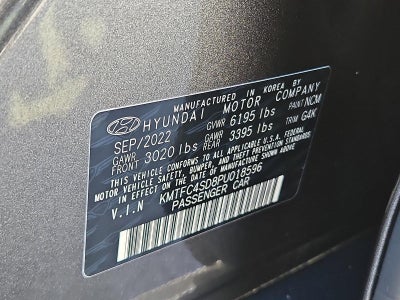 MANUFACTURED IN KOREA BY
HYUNDAI MOTOR COMPANY
SEP/2022 GVWR 6195 lbs PAINT NCM
GAWR FRONT 3020 lbs GAWR REAR 3395 lbs TRIM G4K
THIS VEHICLE CONFORMS TO ALL APPLICABLE U.S.A. FEDERAL
MOTOR VEHICLE SAFETY AND THEFT PREVENTION STANDARDS
IN EFFECT ON THE DATE OF MANUFACTURE SHOWN ABOVE.
V.I.N KMTFC4SD8PU018596
PASSENGER CAR